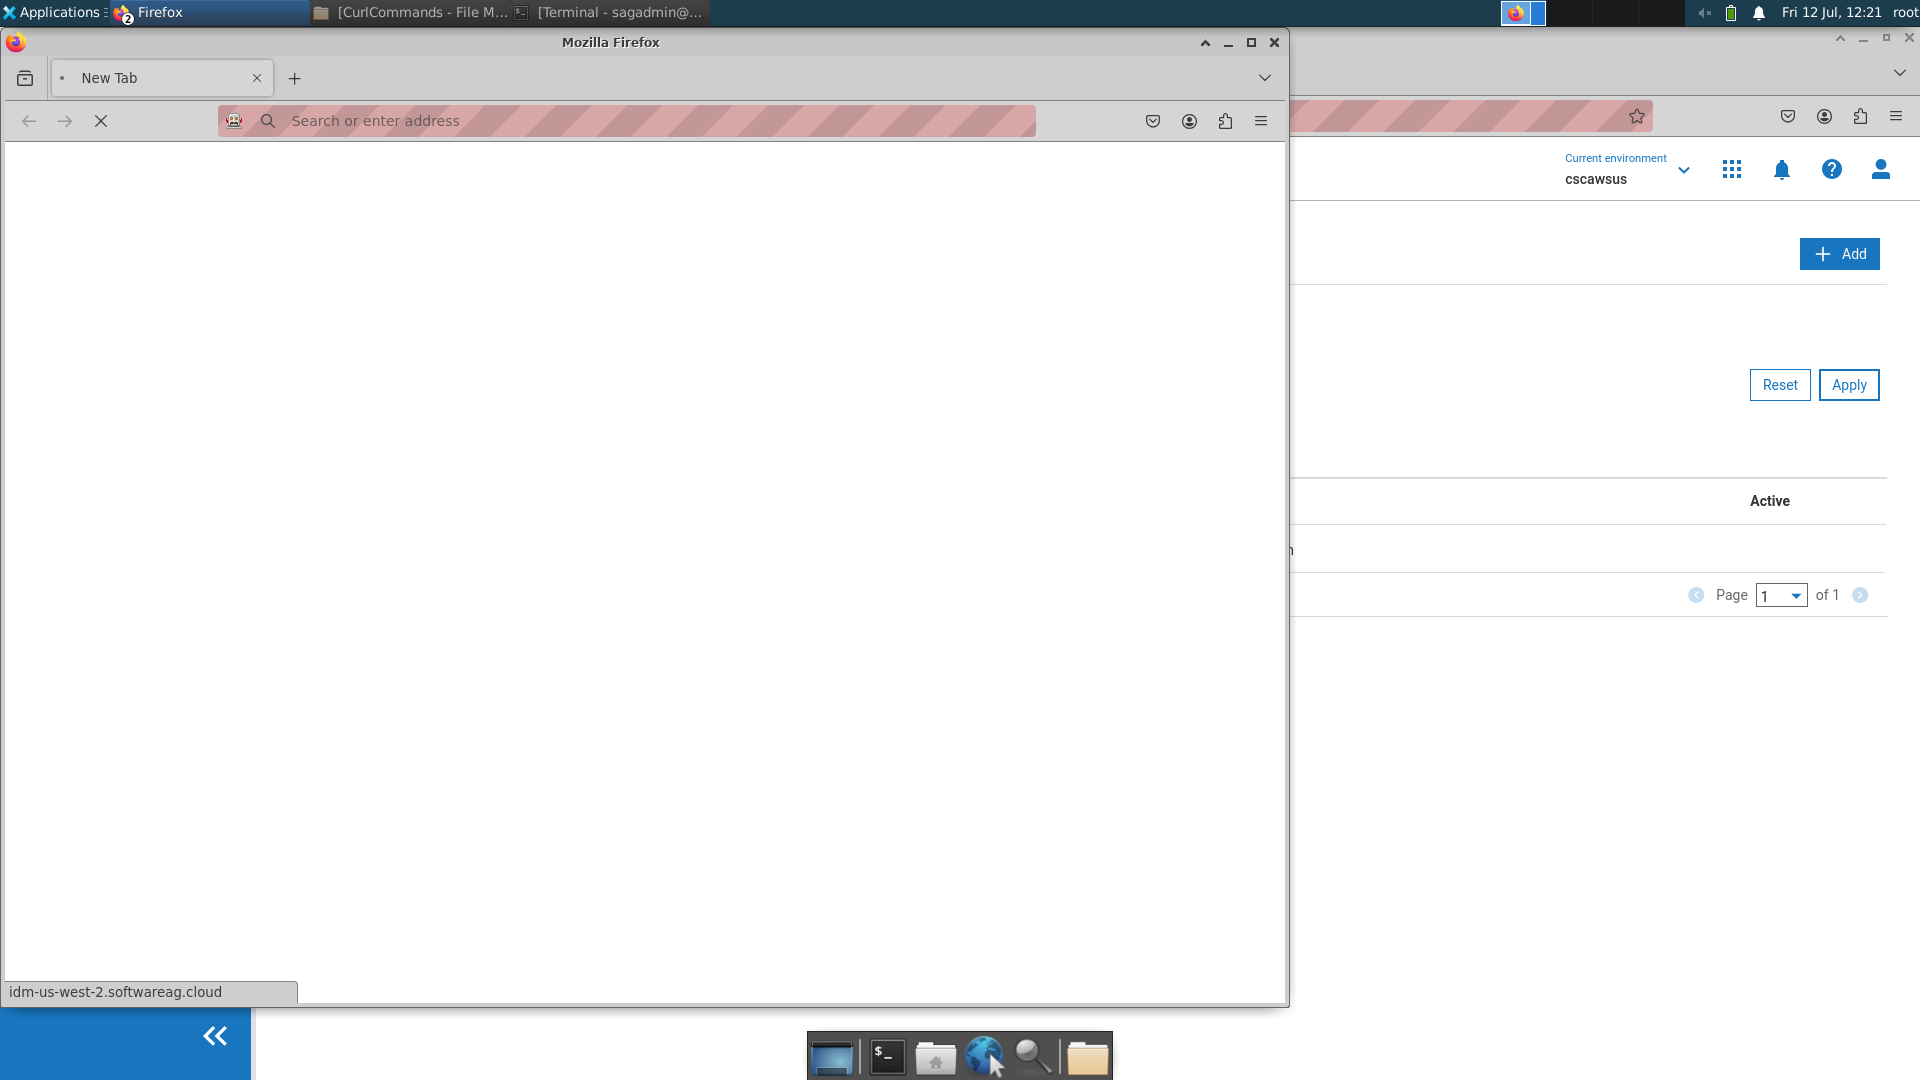 Applications
2
Firefox
[CurlCommands - File M...
[Terminal - sagadmin@...
Fri 12 Jul, 12:21
root
Mozilla Firefox
New Tab
Search or enter address
Current environment
cscawsus
Add
Reset
Apply
Active
Page
1
of 1
idm-us-west-2.softwareag.cloud
$_